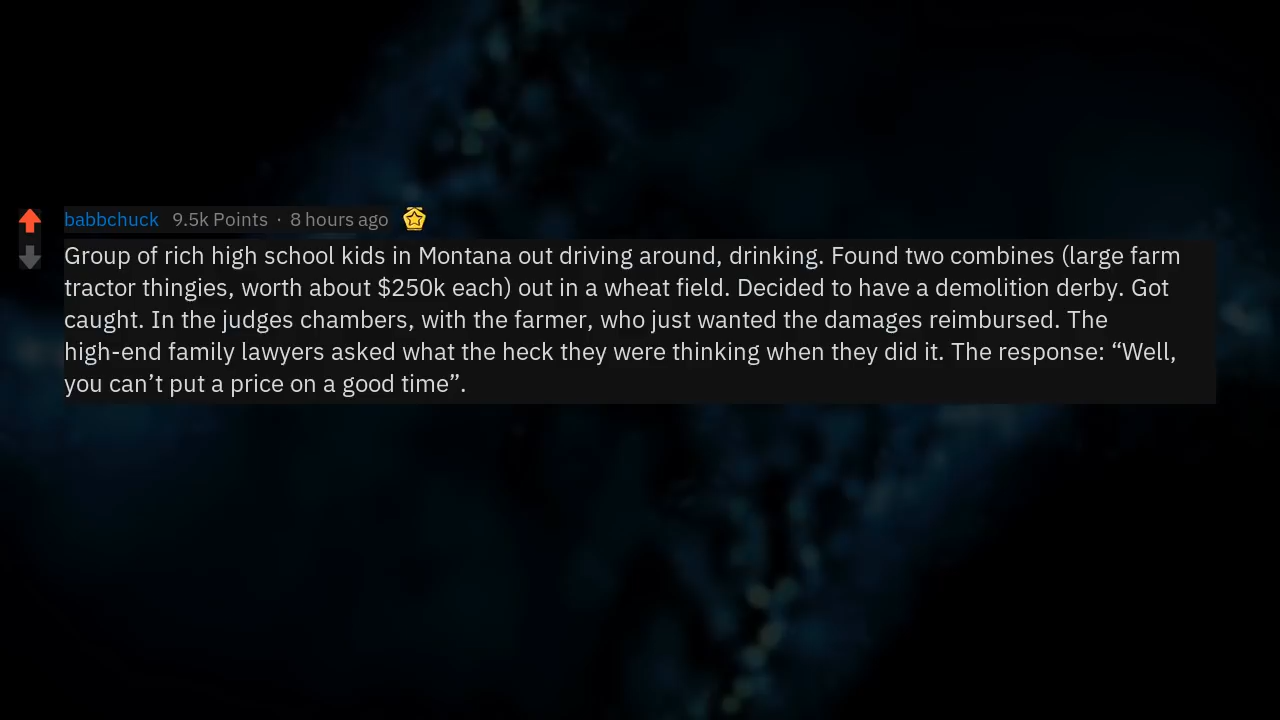 babbchuck 9.5k Points · 8 hours ago
Group of rich high school kids in Montana out driving around, drinking. Found two combines (large farm
tractor thingies, worth about $250k each) out in a wheat field. Decided to have a demolition derby. Got
caught. In the judges chambers, with the farmer, who just wanted the damages reimbursed. The
high-end family lawyers asked what the heck they were thinking when they did it. The response: “Well,
you can’t put a price on a good time”.